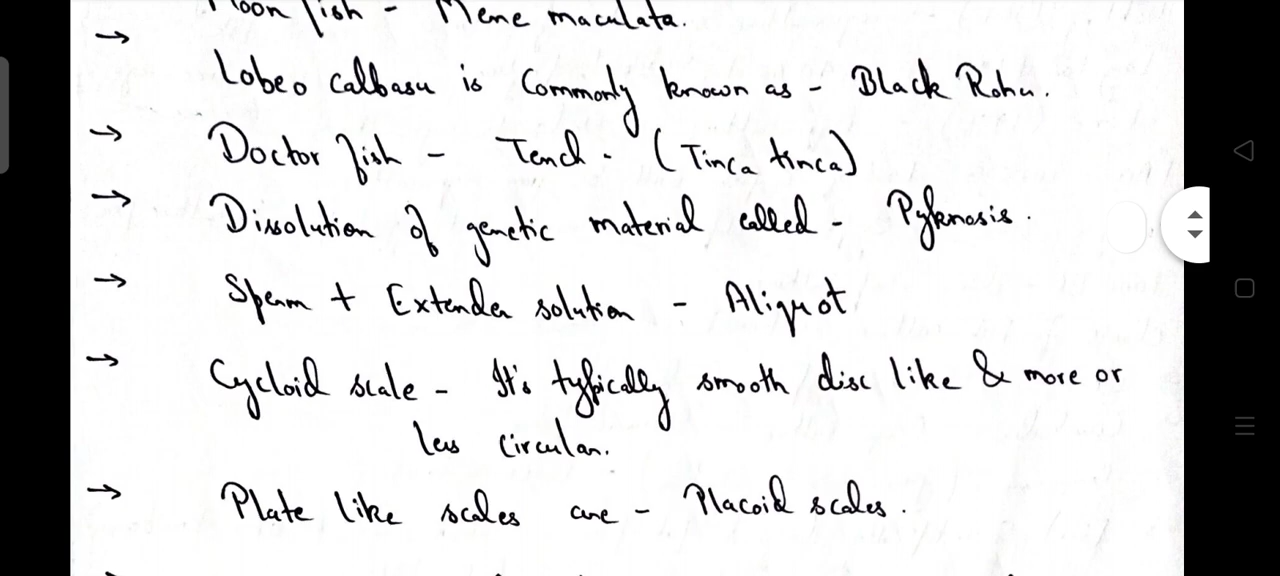 Moon fish - Mene maculata.
→ Lobeo calbasu is Commonly known as - Black Rohu.
→ Doctor fish - Tench. (Tinca tinca)
→ Dissolution of genetic material called - Pyknosis.
→ Sperm + Extender solution - Aliquot
→ Cycloid scale - It's typically smooth disc like & more or
less circular.
→ Plate like scales are - Placoid scales.